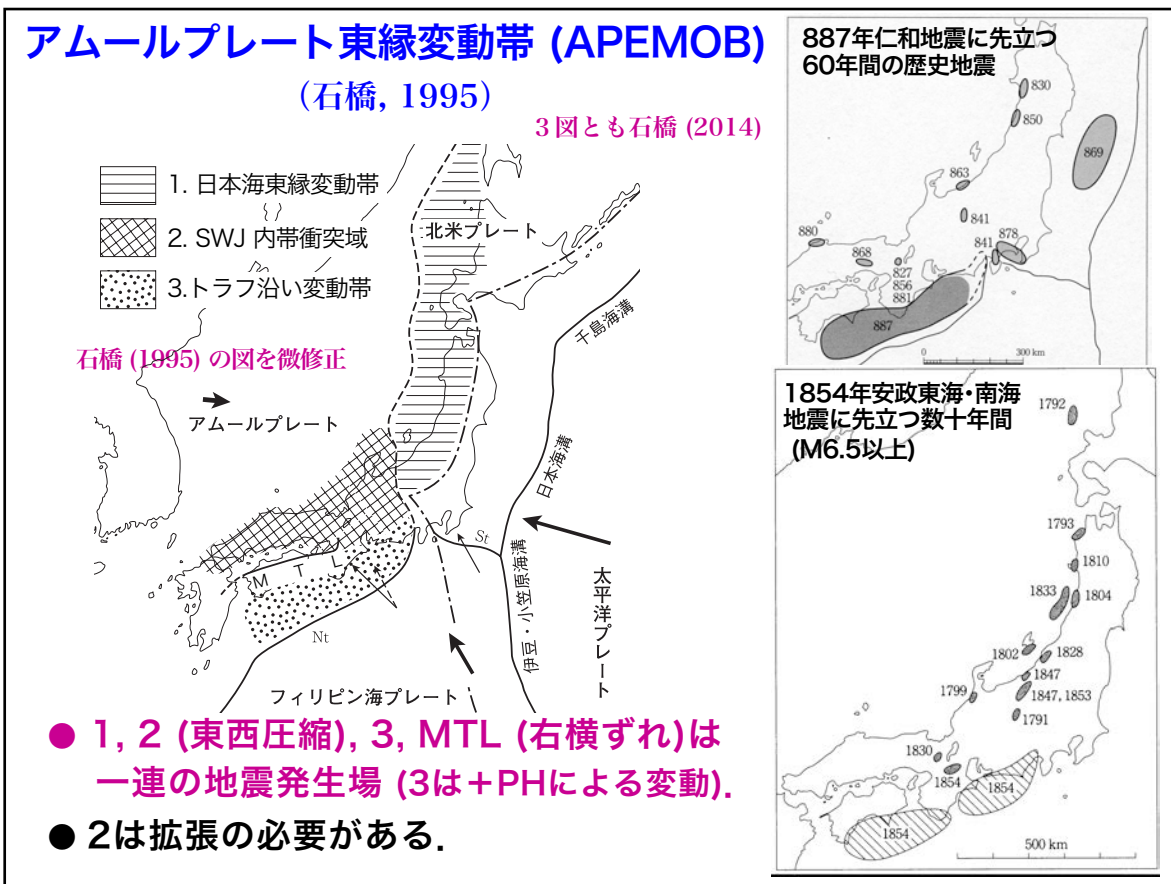 アムールプレート東縁変動帯 (APEMOB)
(石橋, 1995)
3図とも石橋 (2014)
1. 日本海東縁変動帯
2. SWJ 内帯衝突域
3.トラフ沿い変動帯
石橋 (1995) の図を微修正
北米プレート
アムールプレート
千島海溝
日本海溝
伊豆・小笠原海溝
太平洋プレート
フィリピン海プレート
M T L
St
Nt
● 1, 2 (東西圧縮), 3, MTL (右横ずれ)は
一連の地震発生場 (3は+PHによる変動).
● 2は拡張の必要がある.
887年仁和地震に先立つ
60年間の歴史地震
830
850
869
863
841
880
868
841
878
827
856
881
887
0 300 km
1854年安政東海・南海
地震に先立つ数十年間
(M6.5以上)
1792
1793
1810
1833
1804
1802
1828
1847
1799
1847, 1853
1791
1830
1854
1854
1854
500 km